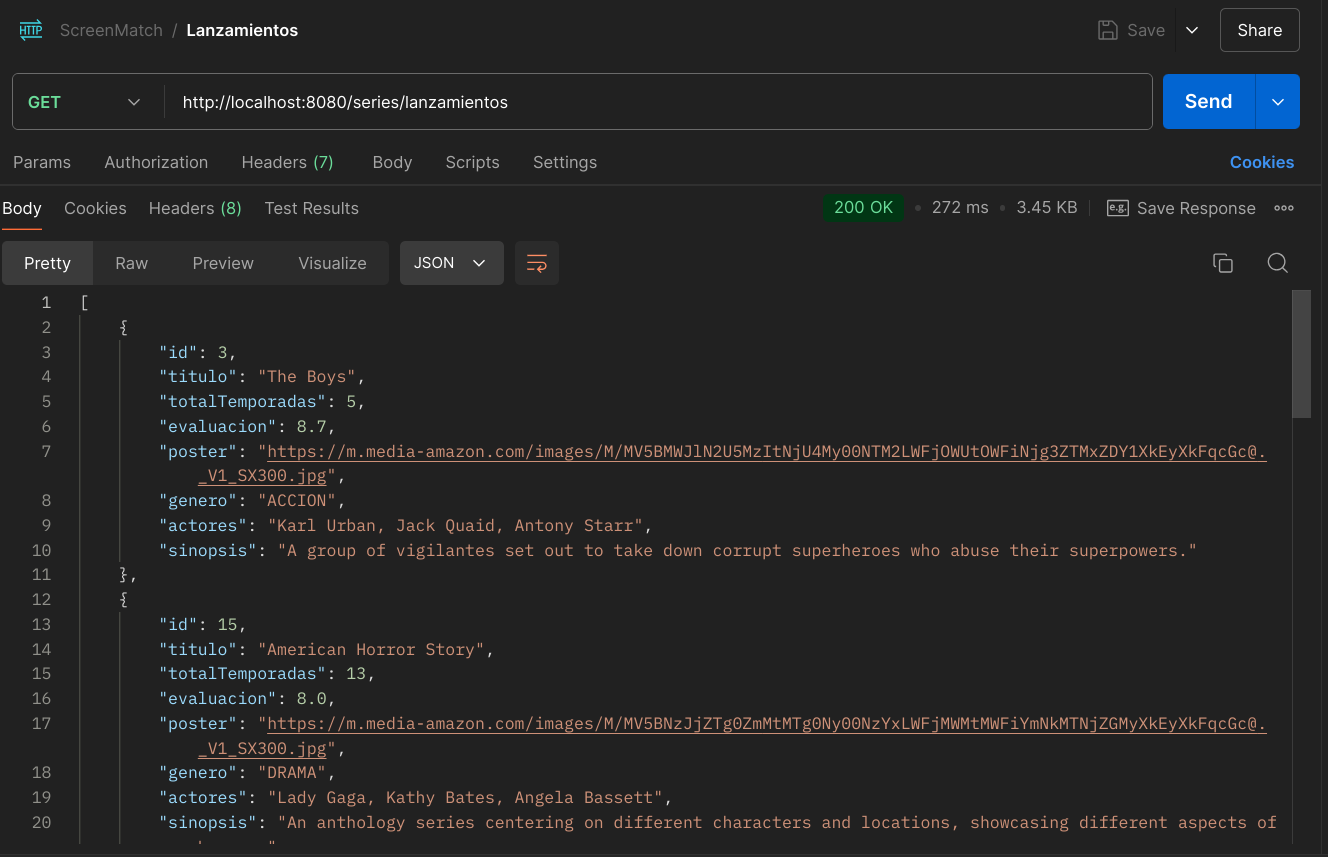 HTTP ScreenMatch / Lanzamientos Save Share
GET http://localhost:8080/series/lanzamientos Send
Params Authorization Headers (7) Body Scripts Settings Cookies
Body Cookies Headers (8) Test Results 200 OK 272 ms 3.45 KB e.g. Save Response
Pretty Raw Preview Visualize JSON
1 [
2 {
3 "id": 3,
4 "titulo": "The Boys",
5 "totalTemporadas": 5,
6 "evaluacion": 8.7,
7 "poster": "https://m.media-amazon.com/images/M/MV5BMWJlN2U5MzItNjU4My00NTM2LWFjOWUtOWFiNjg3ZTMxZDY1XkEyXkFqcGc@.
_V1_SX300.jpg",
8 "genero": "ACCION",
9 "actores": "Karl Urban, Jack Quaid, Antony Starr",
10 "sinopsis": "A group of vigilantes set out to take down corrupt superheroes who abuse their superpowers."
11 },
12 {
13 "id": 15,
14 "titulo": "American Horror Story",
15 "totalTemporadas": 13,
16 "evaluacion": 8.0,
17 "poster": "https://m.media-amazon.com/images/M/MV5BNzJjZTg0ZmMtMTg0Ny00NzYxLWFjMWMtMWFiYmNkMTNjZGMyXkEyXkFqcGc@.
_V1_SX300.jpg",
18 "genero": "DRAMA",
19 "actores": "Lady Gaga, Kathy Bates, Angela Bassett",
20 "sinopsis": "An anthology series centering on different characters and locations, showcasing different aspects of